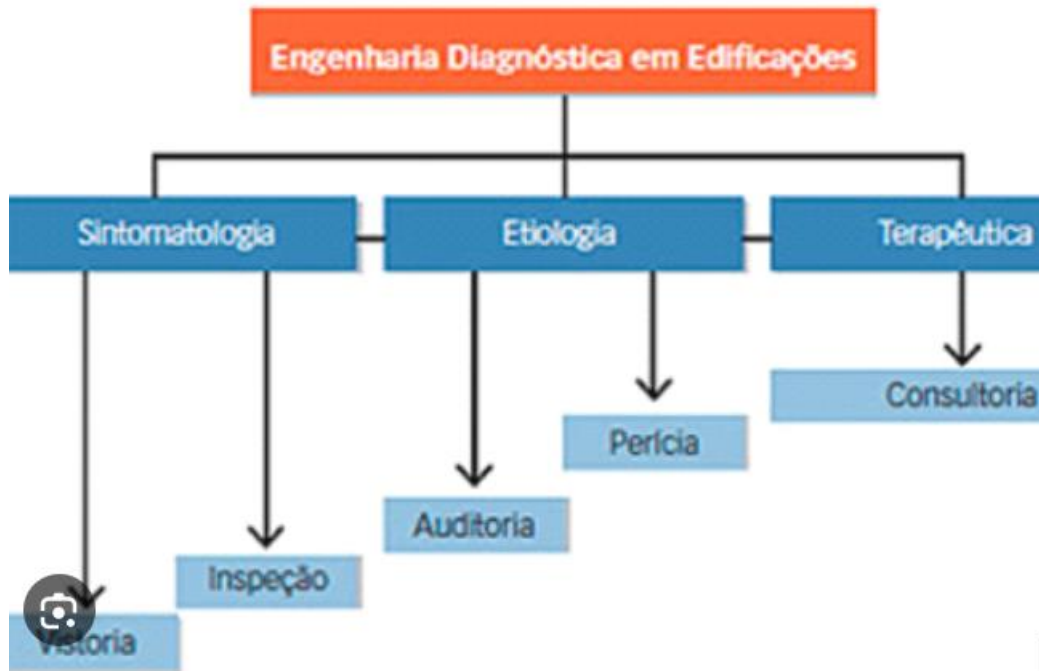 Engenharia Diagnóstica em Edificações
Sintomatologia
Etiologia
Terapêutica
Consultoria
Perícia
Auditoria
Inspeção
Vistoria